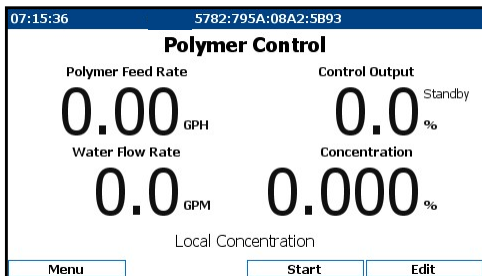 07:15:36 5782:795A:08A2:5B93
Polymer Control
Polymer Feed Rate Control Output
0.00 GPH 0.0 % Standby
Water Flow Rate Concentration
0.0 GPM 0.000 %
Local Concentration
Menu Start Edit